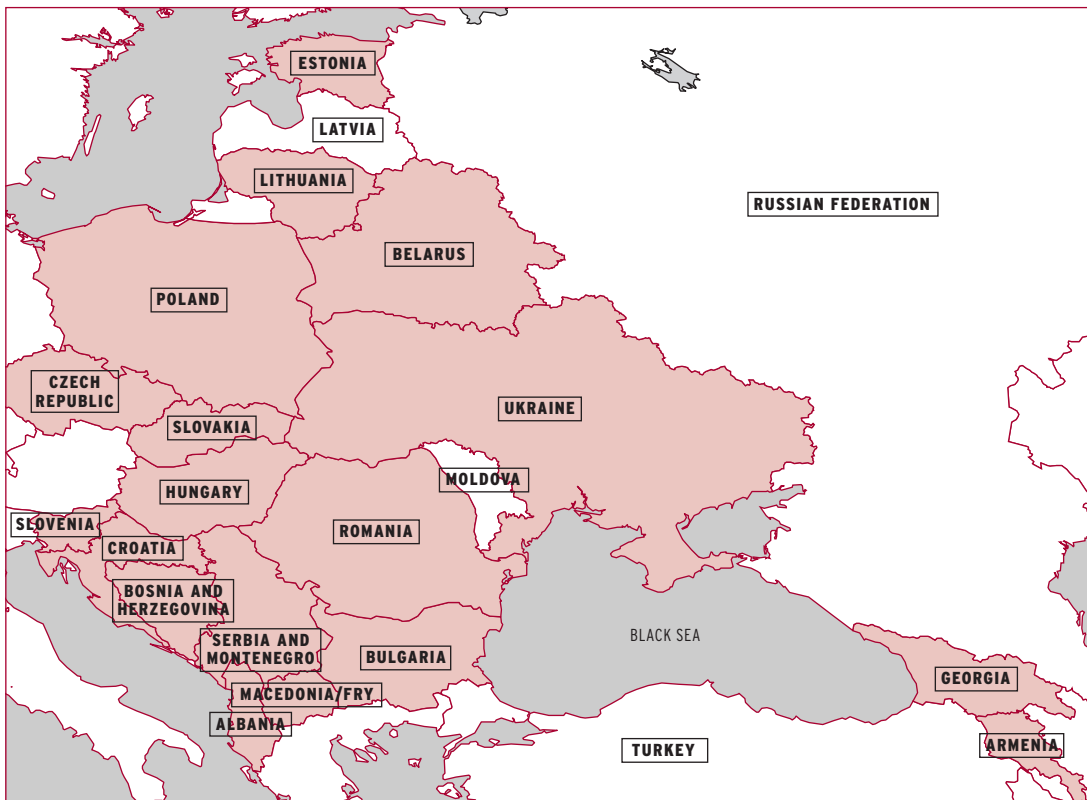 ESTONIA
LATVIA
LITHUANIA
RUSSIAN FEDERATION
BELARUS
POLAND
CZECH
REPUBLIC
UKRAINE
SLOVAKIA
MOLDOVA
HUNGARY
SLOVENIA
ROMANIA
CROATIA
BOSNIA AND
HERZEGOVINA
SERBIA AND
MONTENEGRO
BLACK SEA
BULGARIA
GEORGIA
MACEDONIA/FRY
ALBANIA
TURKEY
ARMENIA